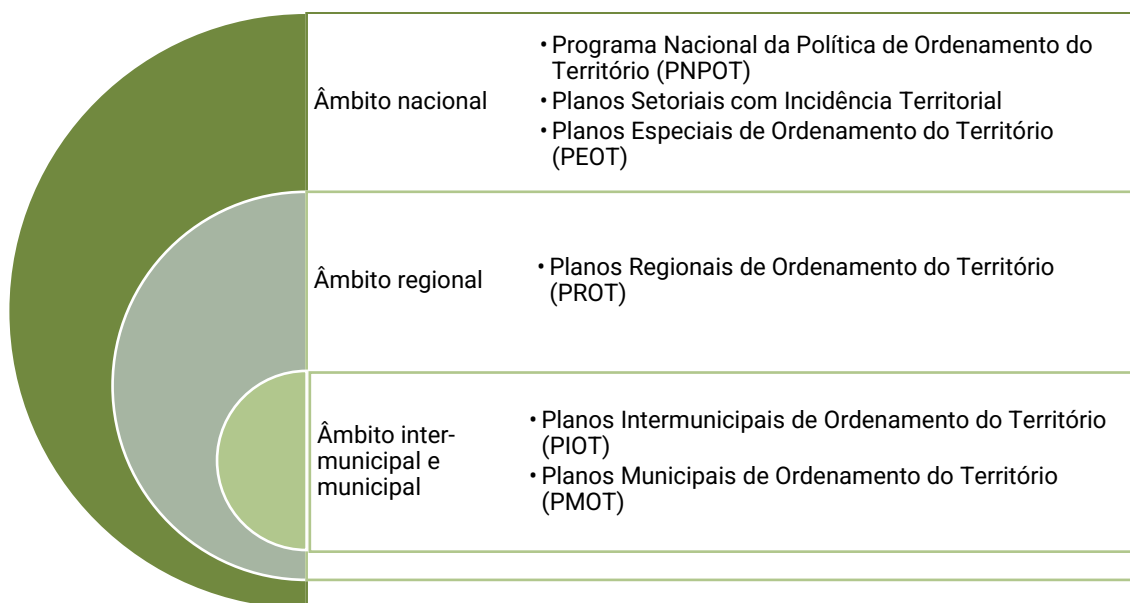 Âmbito nacional
• Programa Nacional da Política de Ordenamento do
Território (PNPOT)
• Planos Setoriais com Incidência Territorial
• Planos Especiais de Ordenamento do Território
(PEOT)
Âmbito regional
• Planos Regionais de Ordenamento do Território
(PROT)
Âmbito inter-
municipal e
municipal
• Planos Intermunicipais de Ordenamento do Território
(PIOT)
• Planos Municipais de Ordenamento do Território
(PMOT)